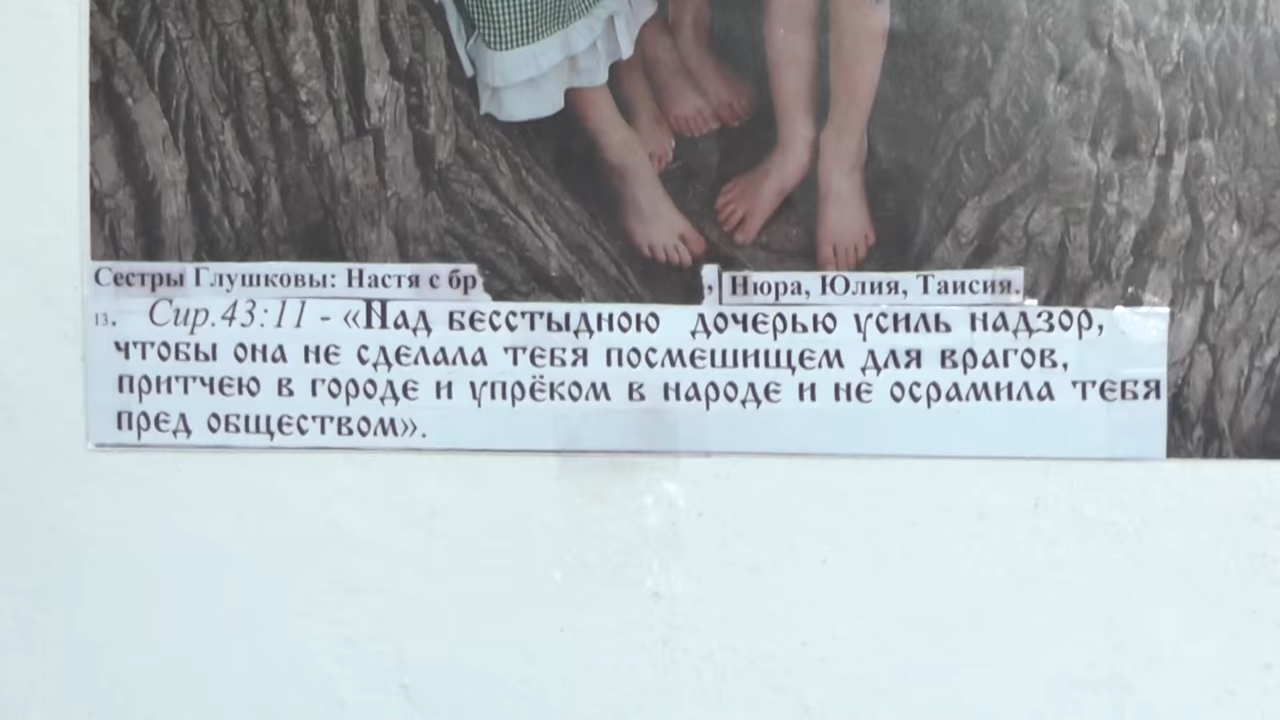 Сестры Глушковы: Настя с бр , Нюра, Юлия, Таисия.
13. Сир.43:11 - «Над бесстыдною дочерью усиль надзор,
чтобы она не сделала тебя посмешищем для врагов,
притчею в городе и упрёком в народе и не осрамила тебя
пред обществом».